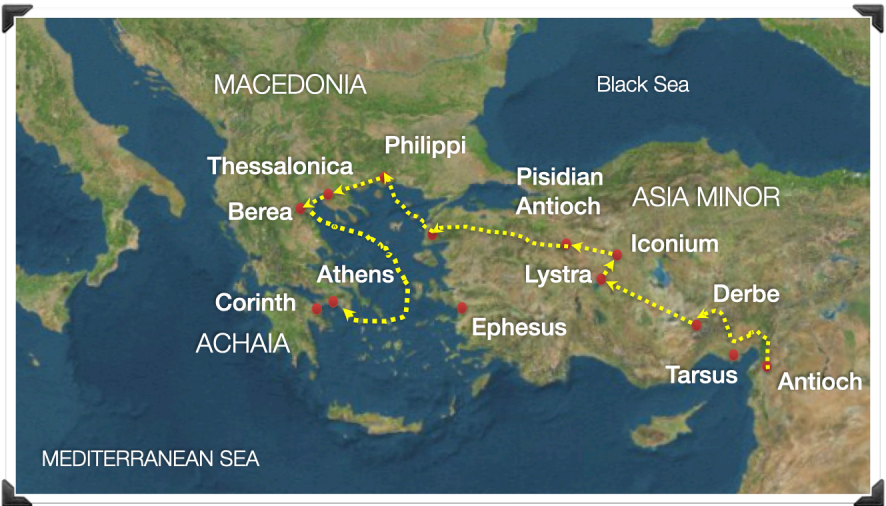 MACEDONIA
Black Sea
Philippi
Thessalonica
Pisidian
Antioch
ASIA MINOR
Berea
Iconium
Athens
Lystra
Derbe
Corinth
Ephesus
ACHAIA
Tarsus
Antioch
MEDITERRANEAN SEA